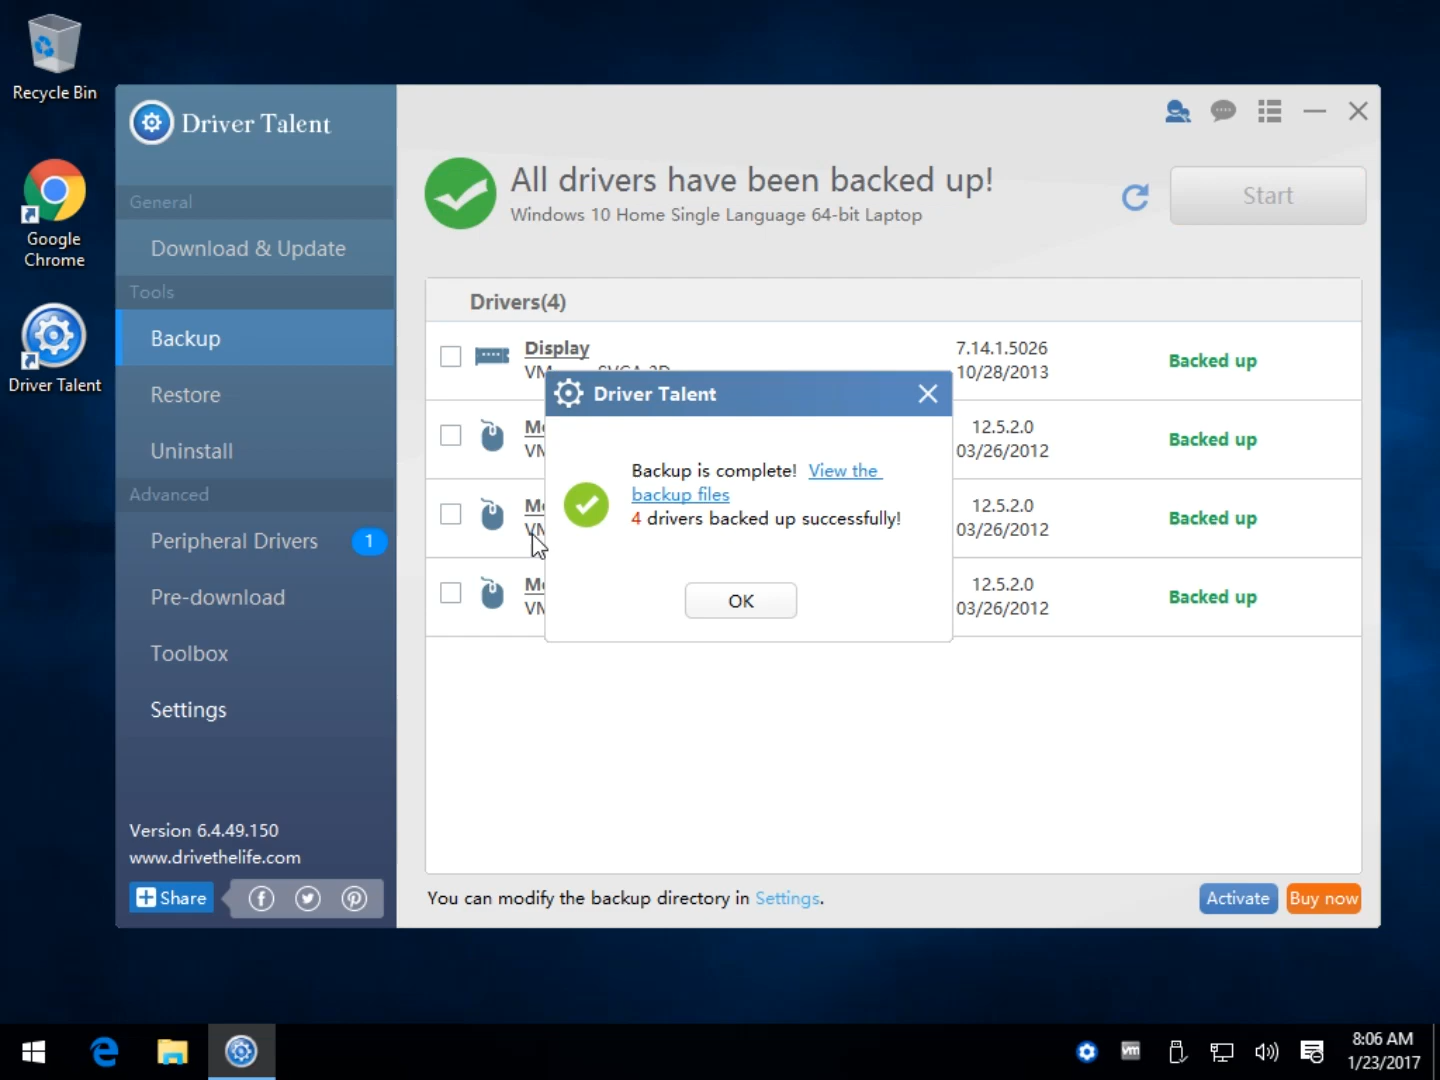 Recycle Bin
Google
Chrome
Driver Talent
Driver Talent
General
Download & Update
Tools
Backup
Restore
Uninstall
Advanced
Peripheral Drivers 1
Pre-download
Toolbox
Settings
Version 6.4.49.150
www.drivethelife.com
Share
All drivers have been backed up!
Windows 10 Home Single Language 64-bit Laptop
Start
Drivers(4)
Display
7.14.1.5026
10/28/2013
Backed up
12.5.2.0
03/26/2012
Backed up
12.5.2.0
03/26/2012
Backed up
12.5.2.0
03/26/2012
Backed up
Driver Talent
Backup is complete! View the
backup files
4 drivers backed up successfully!
OK
You can modify the backup directory in Settings.
Activate
Buy now
vm
8:06 AM
1/23/2017